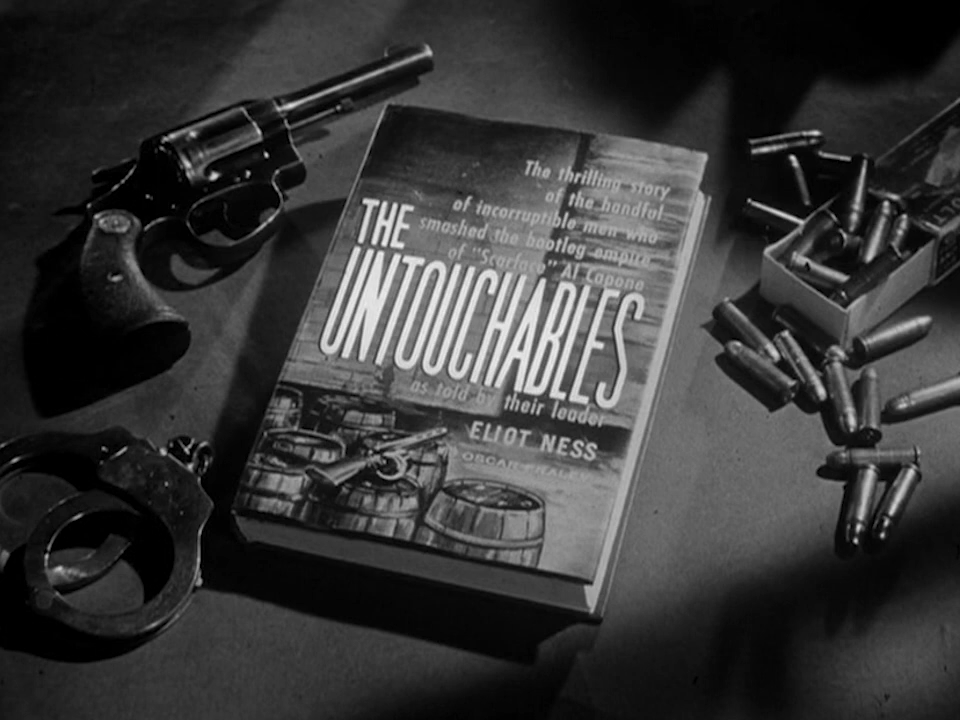 The thrilling story
of the handful
of incorruptible men who
smashed the bootleg empire
of "Scarface" Al Capone
THE
UNTOUCHABLES
as told by their leader
ELIOT NESS
OSCAR FRALEY